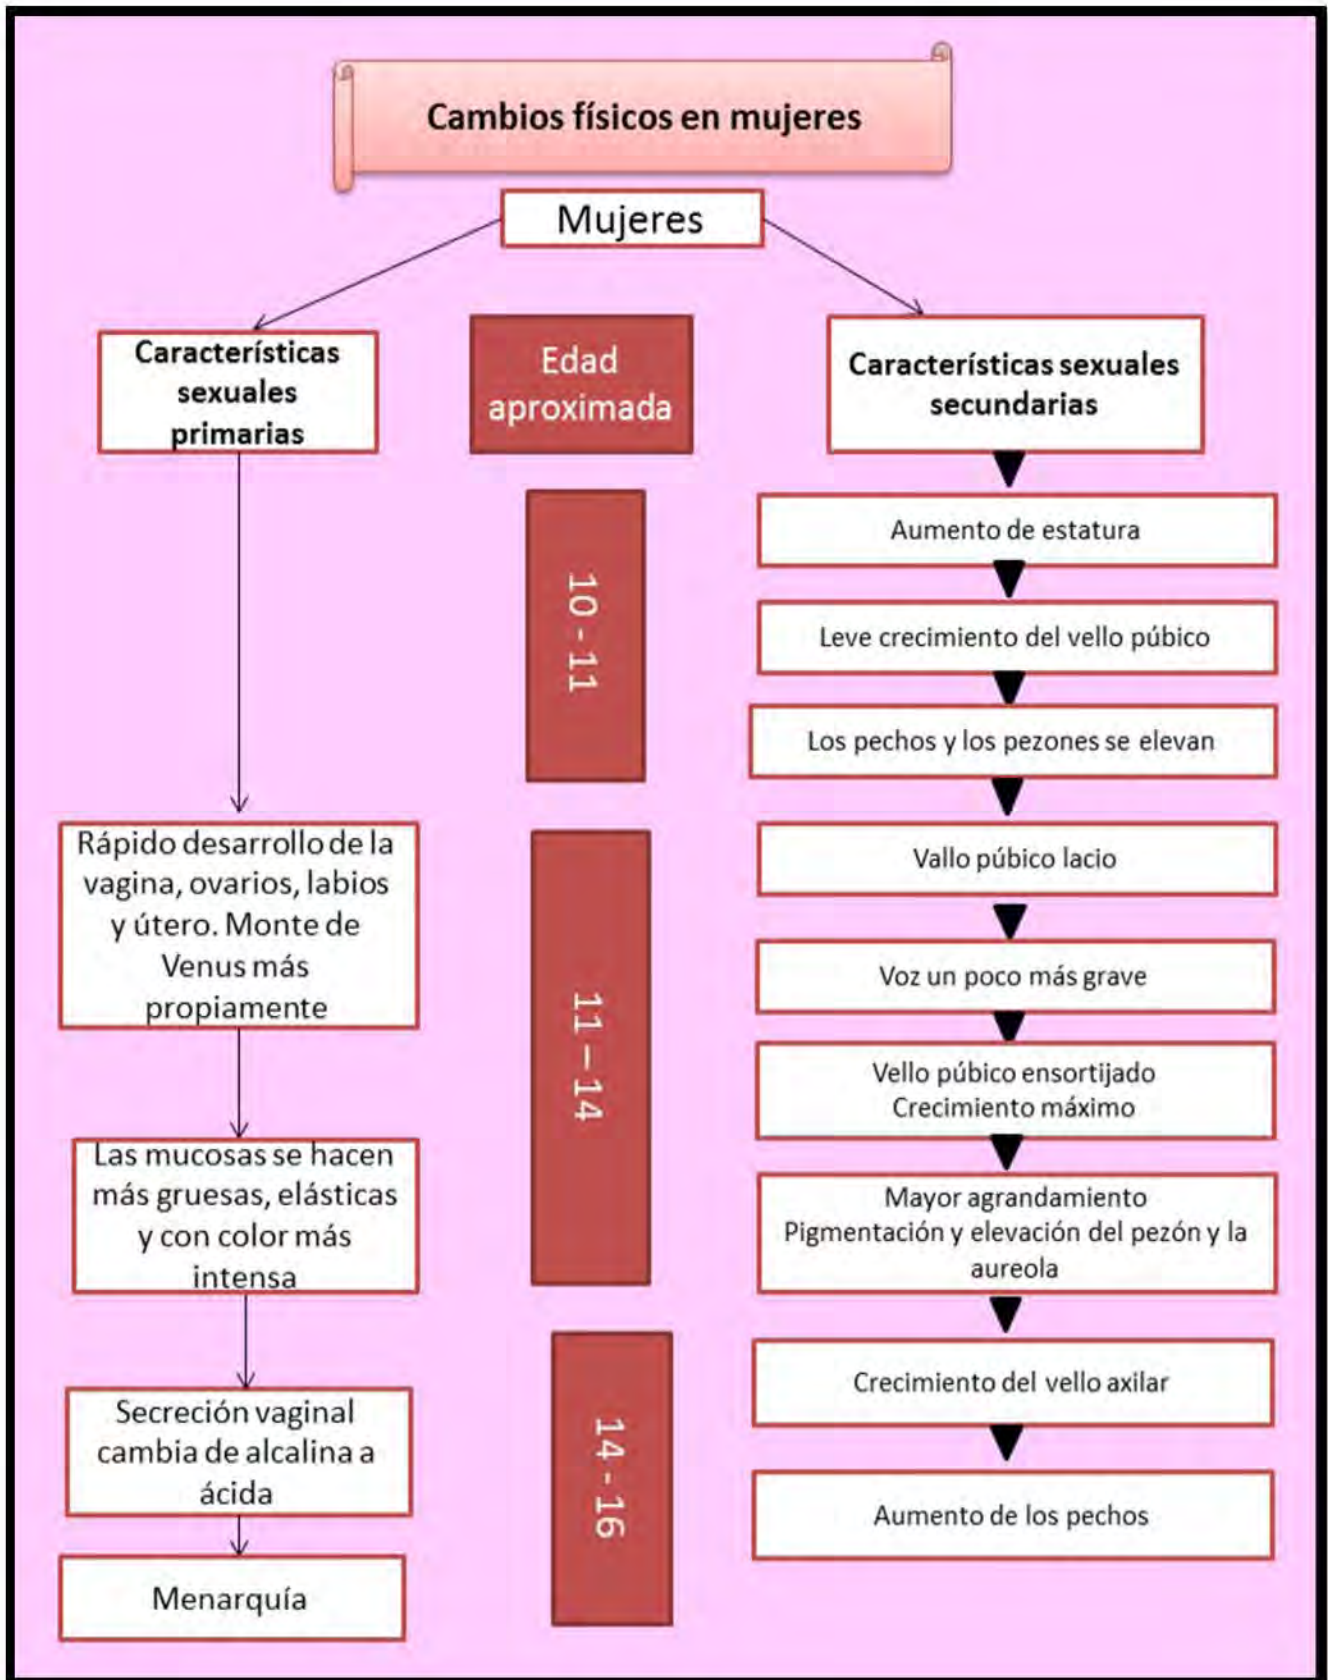 Cambios físicos en mujeres
Mujeres
Características
sexuales
primarias
Edad
aproximada
Características sexuales
secundarias
10 - 11
Aumento de estatura
Leve crecimiento del vello púbico
Los pechos y los pezones se elevan
Rápido desarrollo de la
vagina, ovarios, labios
y útero. Monte de
Venus más
propiamente
11 – 14
Vallo púbico lacio
Voz un poco más grave
Vello púbico ensortijado
Crecimiento máximo
Las mucosas se hacen
más gruesas, elásticas
y con color más
intensa
Mayor agrandamiento
Pigmentación y elevación del pezón y la
aureola
Secreción vaginal
cambia de alcalina a
ácida
14 - 16
Crecimiento del vello axilar
Aumento de los pechos
Menarquía